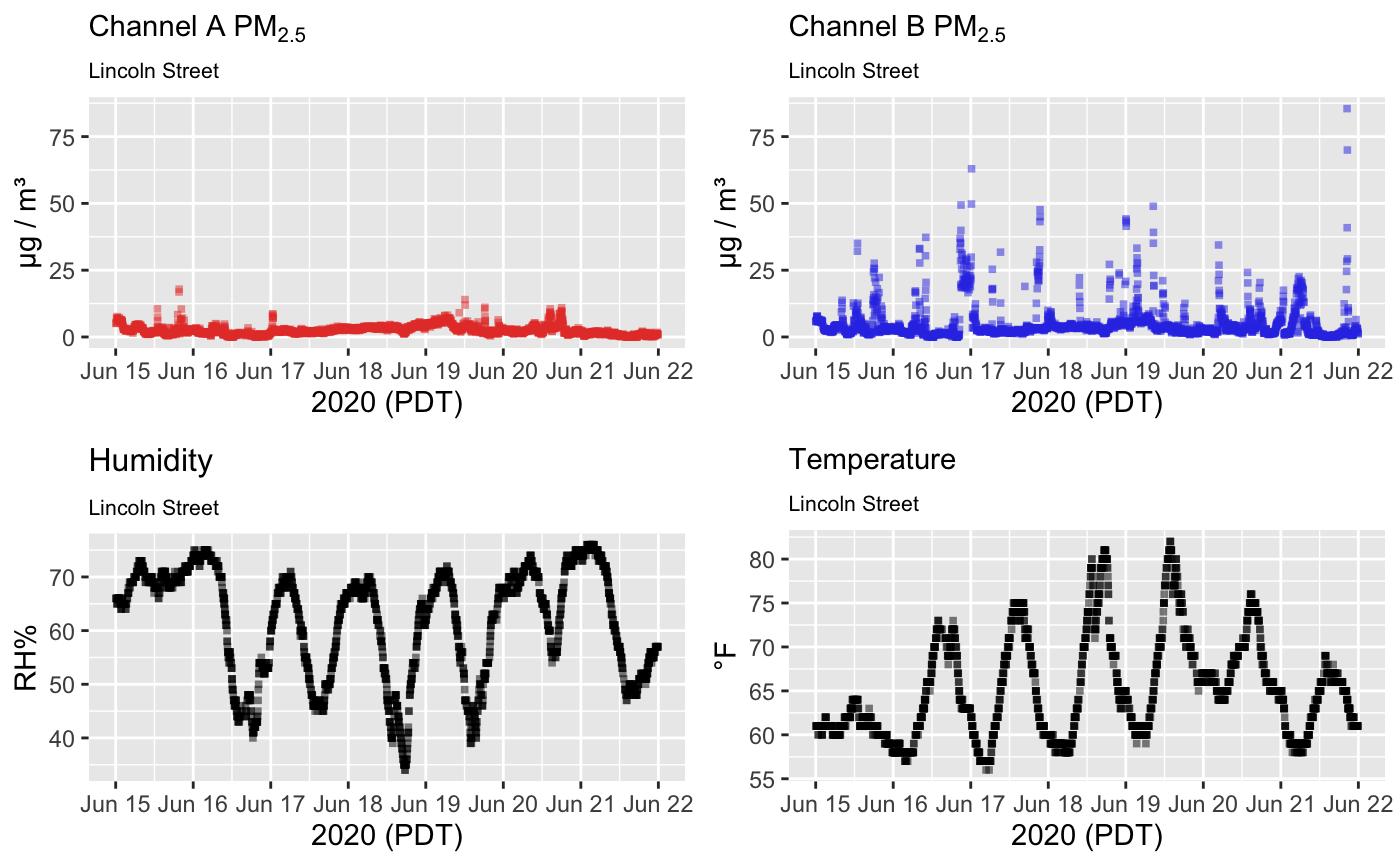 Channel A PM2.5
Lincoln Street
75
50
25
0
µg / m³
Jun 15 Jun 16 Jun 17 Jun 18 Jun 19 Jun 20 Jun 21 Jun 22
2020 (PDT)
Channel B PM2.5
Lincoln Street
75
50
25
0
µg / m³
Jun 15 Jun 16 Jun 17 Jun 18 Jun 19 Jun 20 Jun 21 Jun 22
2020 (PDT)
Humidity
Lincoln Street
70
60
50
40
RH%
Jun 15 Jun 16 Jun 17 Jun 18 Jun 19 Jun 20 Jun 21 Jun 22
2020 (PDT)
Temperature
Lincoln Street
80
75
70
65
60
55
°F
Jun 15 Jun 16 Jun 17 Jun 18 Jun 19 Jun 20 Jun 21 Jun 22
2020 (PDT)